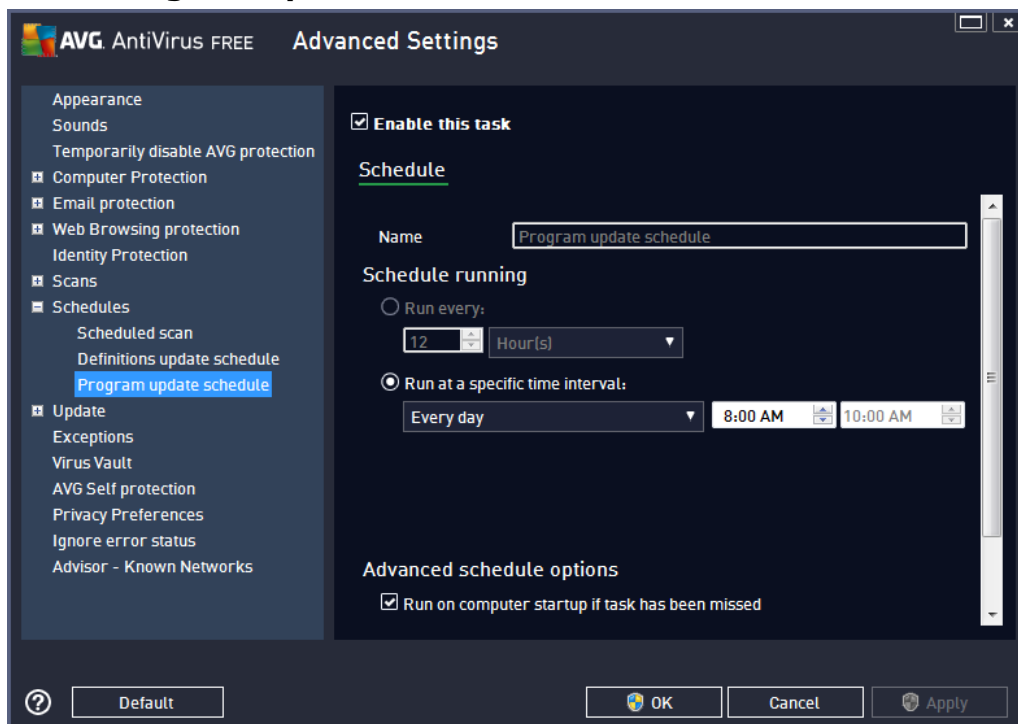 AVG. AntiVirus FREE Advanced Settings
Appearance
Sounds
Temporarily disable AVG protection
Computer Protection
Email protection
Web Browsing protection
Identity Protection
Scans
Schedules
Scheduled scan
Definitions update schedule
Program update schedule
Update
Exceptions
Virus Vault
AVG Self protection
Privacy Preferences
Ignore error status
Advisor - Known Networks
Enable this task
Schedule
Name Program update schedule
Schedule running
Run every:
12 Hour(s)
Run at a specific time interval:
Every day 8:00 AM 10:00 AM
Advanced schedule options
Run on computer startup if task has been missed
Default OK Cancel Apply